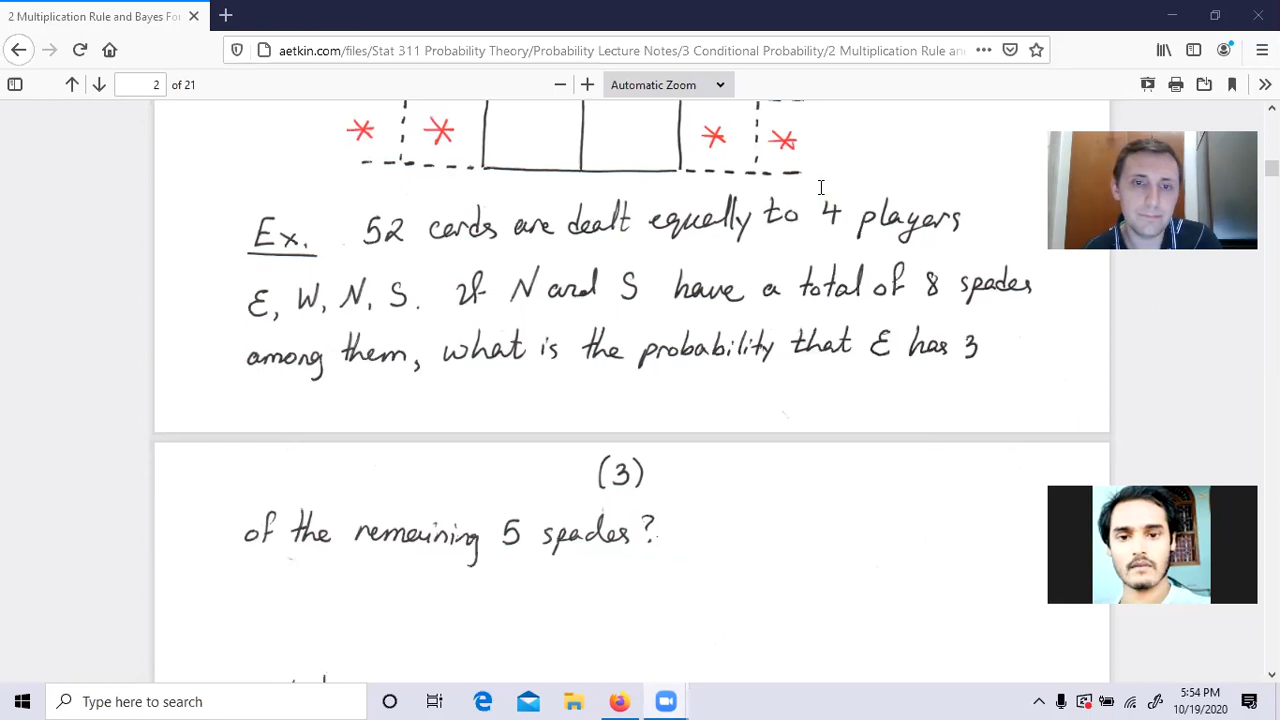 2 Multiplication Rule and Bayes Fo
aetkin.com/files/Stat 311 Probability Theory/Probability Lecture Notes/3 Conditional Probability/2 Multiplication Rule and
2 of 21
Automatic Zoom
Ex. 52 cards are dealt equally to 4 players
E, W, N, S. If N and S have a total of 8 spades
among them, what is the probability that E has 3
(3)
of the remaining 5 spades?
Type here to search
5:54 PM
10/19/2020